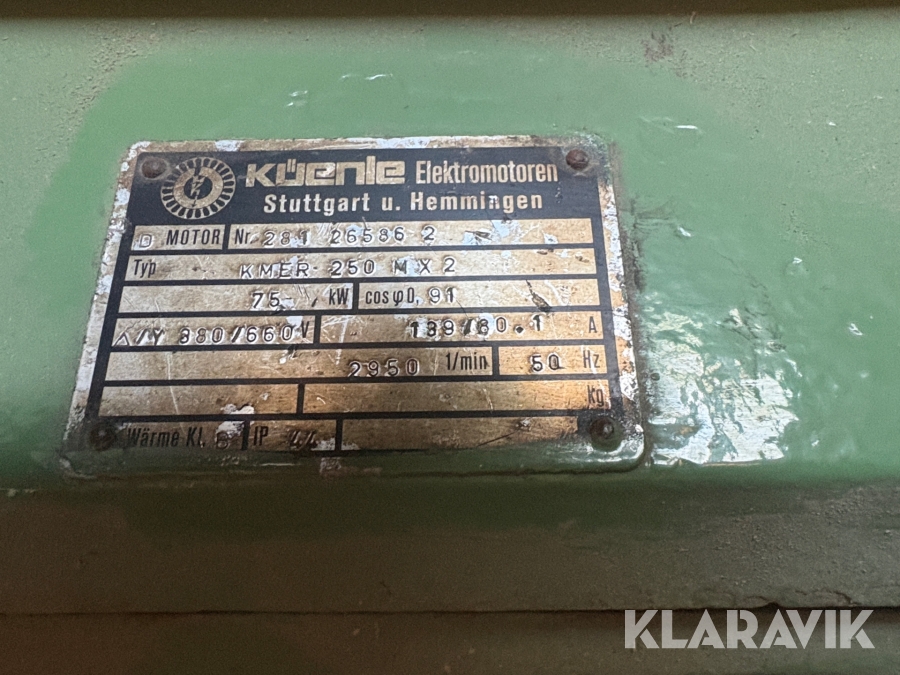 Küenle Elektromotoren
Stuttgart u. Hemmingen
D MOTOR Nr. 281 26586 2
Typ KMER 250 MX2
75- kW cosφ 0,91
Δ/Y 380/660 V 139/80.1 A
2950 1/min 50 Hz
Kg
Wärme Kl. B IP 44
KLARAVIK